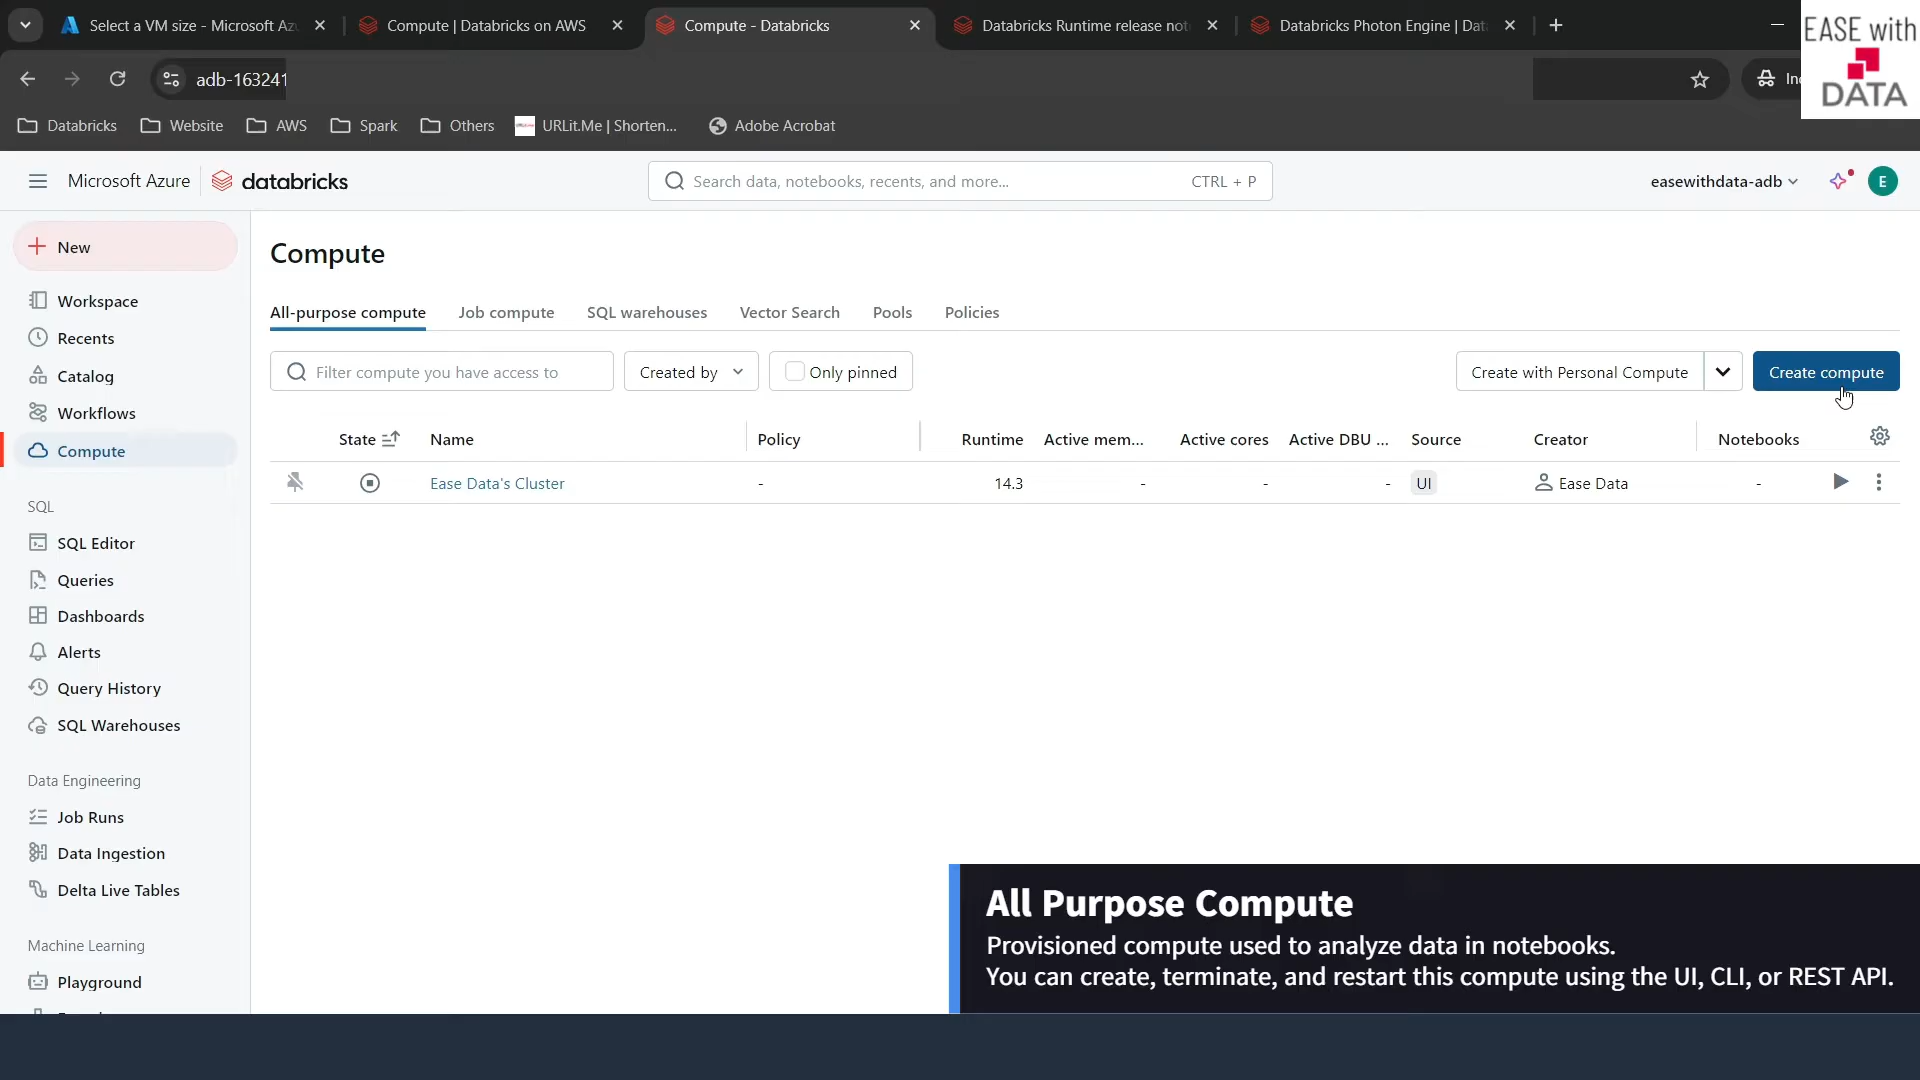 Select a VM size - Microsoft Az
Compute | Databricks on AWS
Compute - Databricks
Databricks Runtime release not
Databricks Photon Engine | Dat
EASE with
DATA
adb-163241
Databricks
Website
AWS
Spark
Others
URLit.Me | Shorten...
Adobe Acrobat
Microsoft Azure
databricks
Search data, notebooks, recents, and more...
CTRL + P
easewithdata-adb
E
New
Workspace
Recents
Catalog
Workflows
Compute
SQL
SQL Editor
Queries
Dashboards
Alerts
Query History
SQL Warehouses
Data Engineering
Job Runs
Data Ingestion
Delta Live Tables
Machine Learning
Playground
Compute
All-purpose compute
Job compute
SQL warehouses
Vector Search
Pools
Policies
Filter compute you have access to
Created by
Only pinned
Create with Personal Compute
Create compute
State
Name
Policy
Runtime
Active mem...
Active cores
Active DBU ...
Source
Creator
Notebooks
Ease Data's Cluster
-
14.3
-
-
-
UI
Ease Data
-
All Purpose Compute
Provisioned compute used to analyze data in notebooks.
You can create, terminate, and restart this compute using the UI, CLI, or REST API.